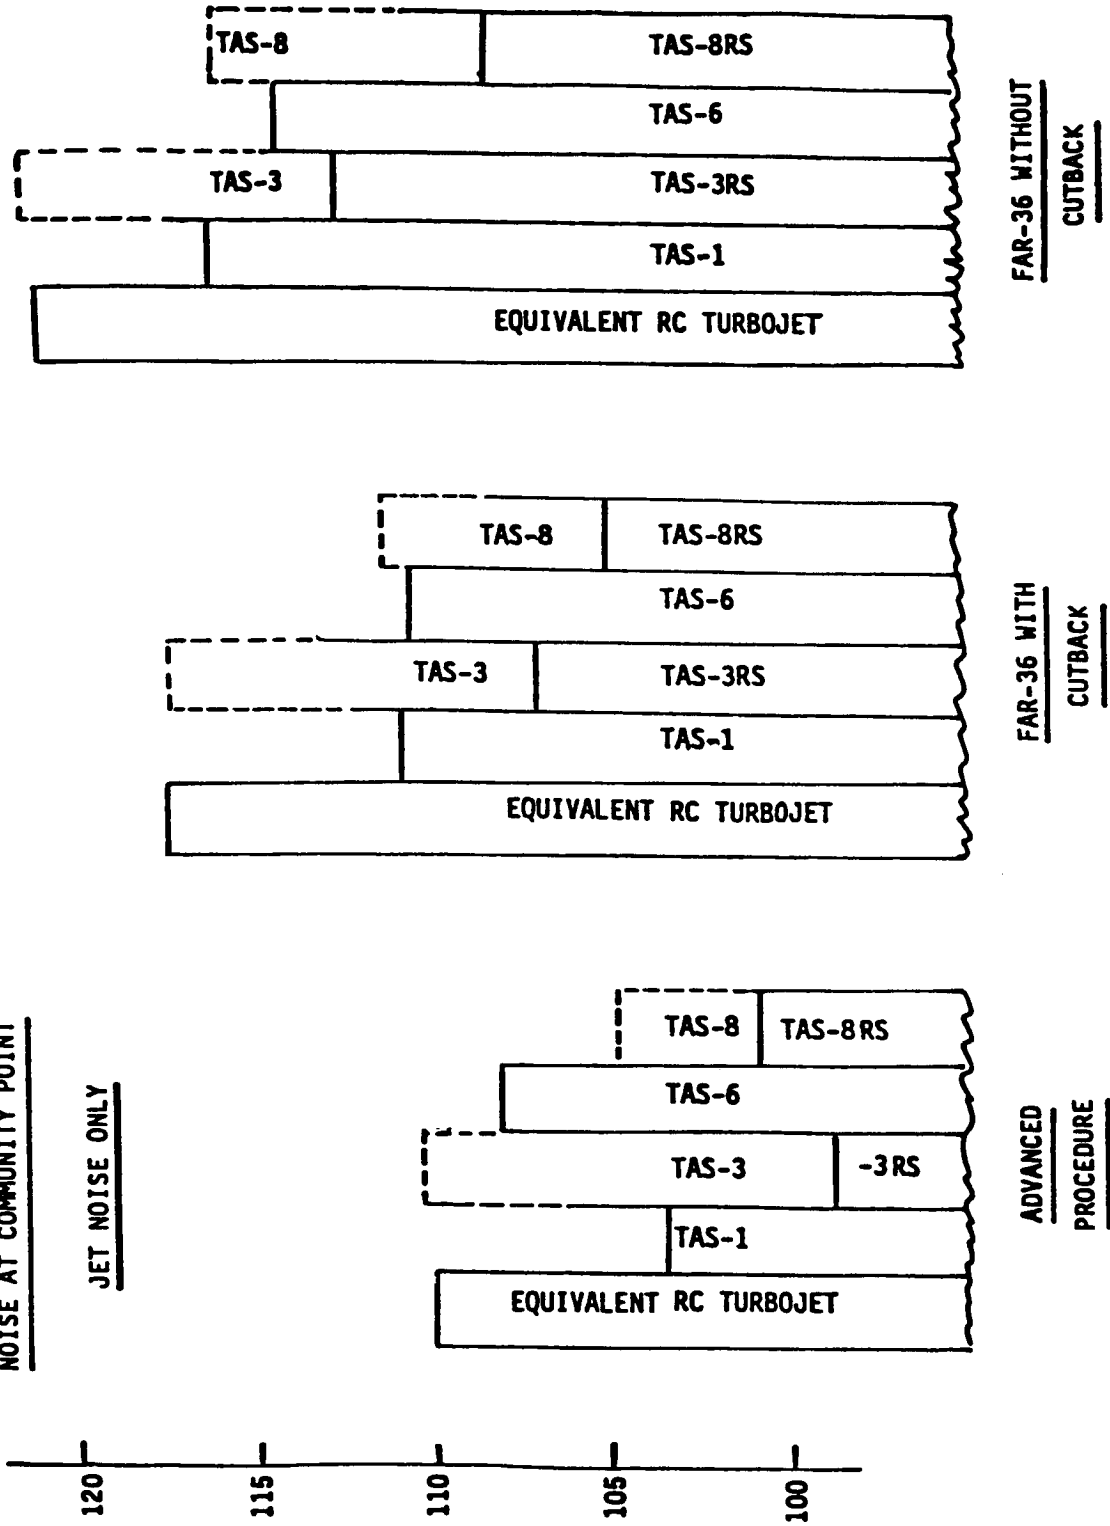 NOISE AT COMMUNITY POINT
JET NOISE ONLY
120
115
110
105
100
EQUIVALENT RC TURBOJET
TAS-1
TAS-3
-3RS
TAS-6
TAS-8
TAS-8RS
ADVANCED
PROCEDURE
EQUIVALENT RC TURBOJET
TAS-1
TAS-3
TAS-3RS
TAS-6
TAS-8
TAS-8RS
FAR-36 WITH
CUTBACK
EQUIVALENT RC TURBOJET
TAS-1
TAS-3
TAS-3RS
TAS-6
TAS-8
TAS-8RS
FAR-36 WITHOUT
CUTBACK